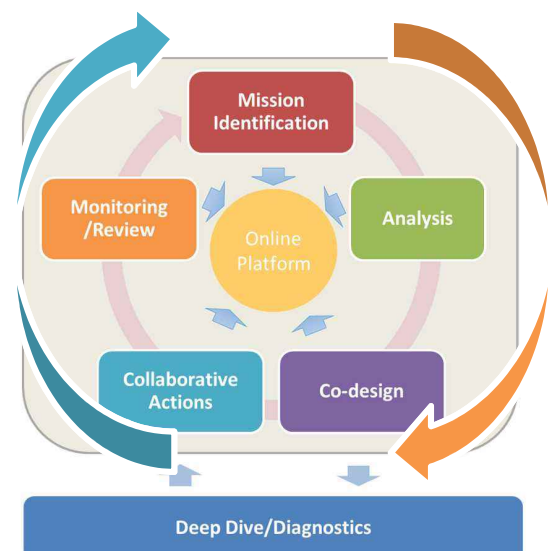 Mission
Identification
Monitoring
/Review
Analysis
Online
Platform
Collaborative
Actions
Co-design
Deep Dive/Diagnostics